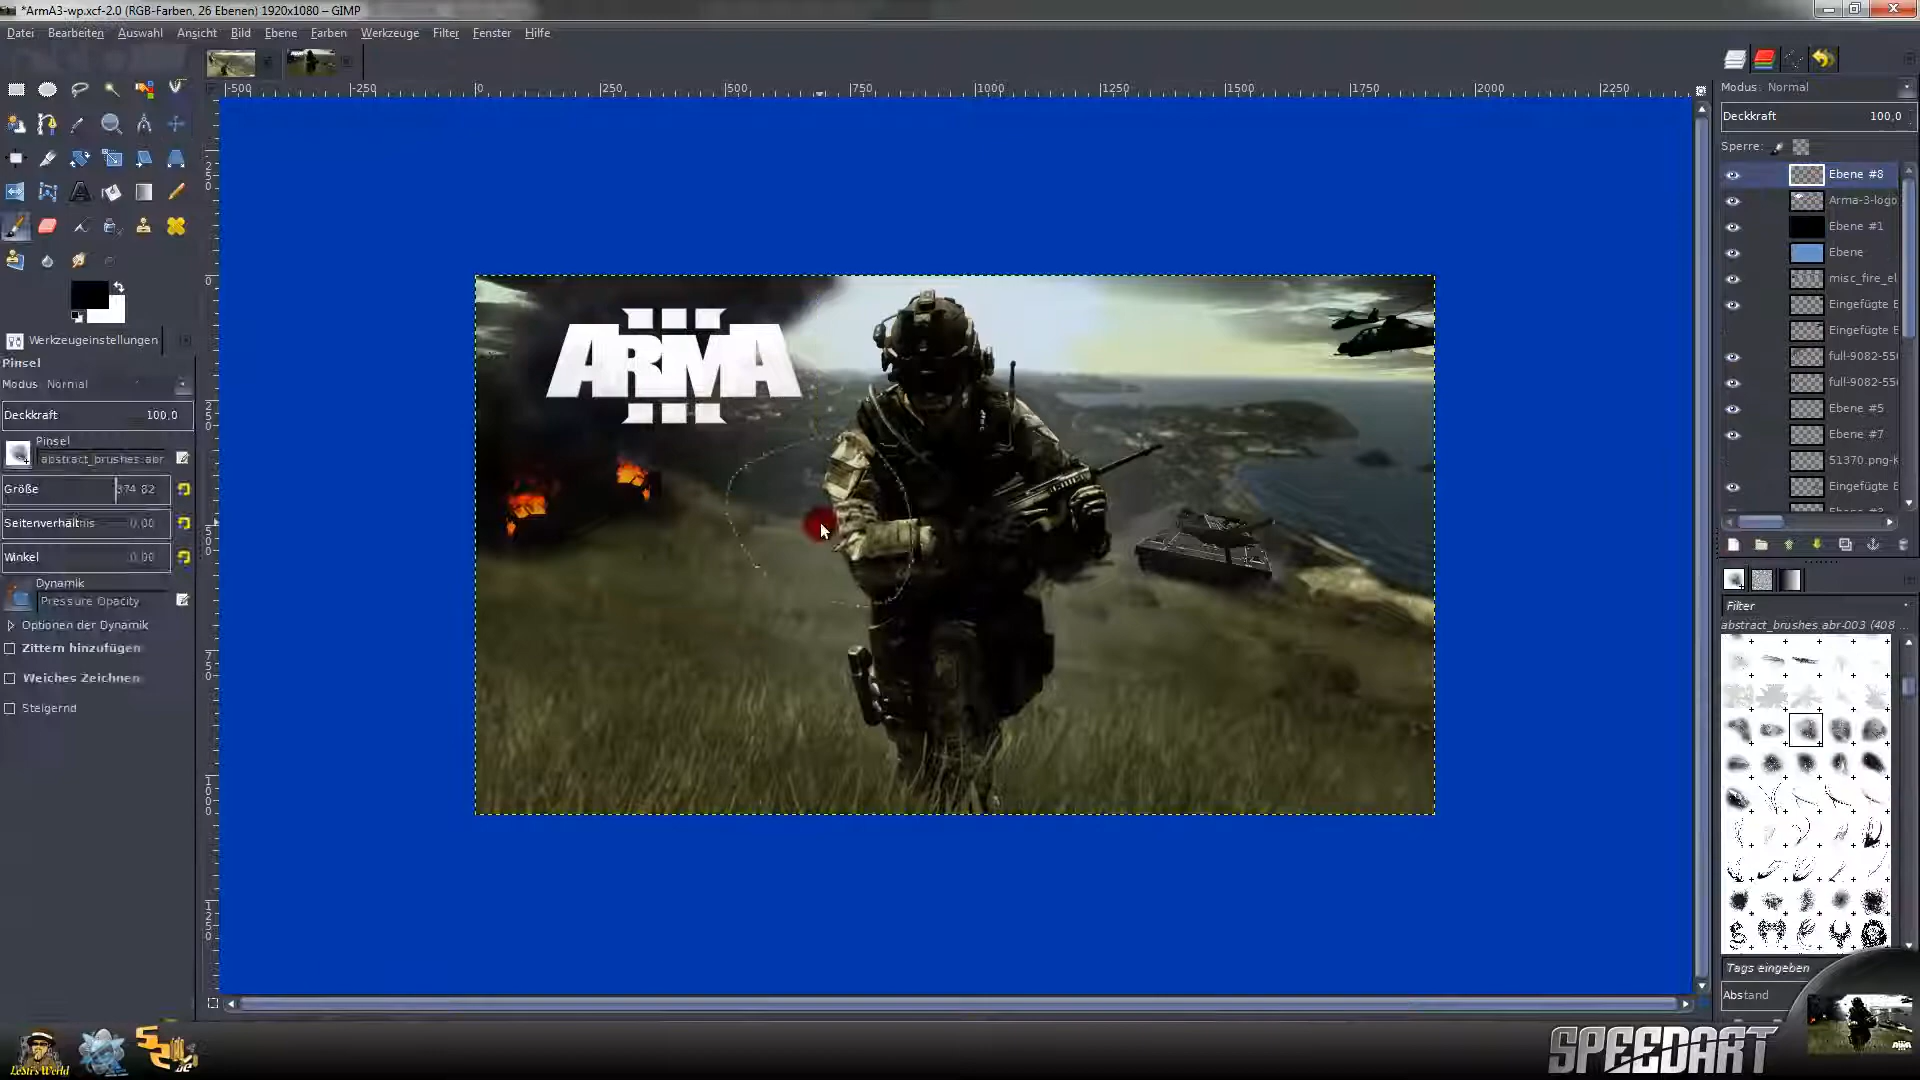 *ArmA3-wp.xcf-2.0 (RGB-Farben, 26 Ebenen) 1920x1080 – GIMP
Datei Bearbeiten Auswahl Ansicht Bild Ebene Farben Werkzeuge Filter Fenster Hilfe
-500 -250 0 250 500 750 1000 1250 1500 1750 2000 2250
Modus: Normal
Deckkraft 100,0
Sperre:
Ebene #8
Arma-3-logo
Ebene #1
Ebene
misc_fire_el
Eingefügte E
Eingefügte E
full-9082-55
full-9082-55
Ebene #5
Ebene #7
51370.png-K
Eingefügte E
Werkzeugeinstellungen
Pinsel
Modus Normal
Deckkraft 100,0
Pinsel
abstract_brushes.abr
Größe 374 82
Seitenverhältnis 0,00
Winkel 0,00
Dynamik
Pressure Opacity
Optionen der Dynamik
Zittern hinzufügen
Weiches Zeichnen
Steigernd
III
ARMA
III
Filter
abstract_brushes abr-003 (408 ...
Tags eingeben
Abstand
LeStr's World
SPEEDART